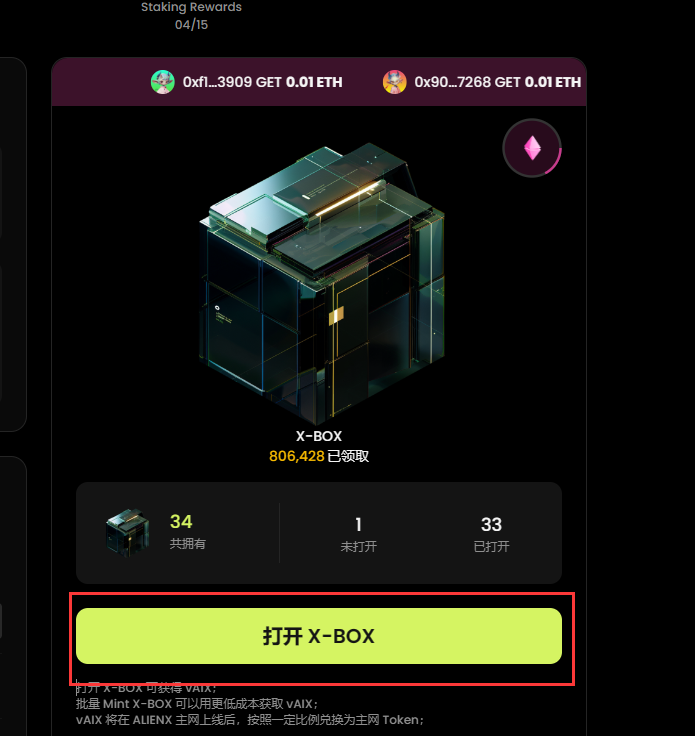 Staking Rewards
04/15
0xf1...3909 GET 0.01 ETH
0x90...7268 GET 0.01 ETH
X-BOX
806,428 已领取
34
共拥有
1
未打开
33
已打开
打开 X-BOX
打开 X-BOX 可获得 vAIX；
批量 Mint X-BOX 可以用更低成本获取 vAIX；
vAIX 将在 ALIENX 主网上线后，按照一定比例兑换为主网 Token；